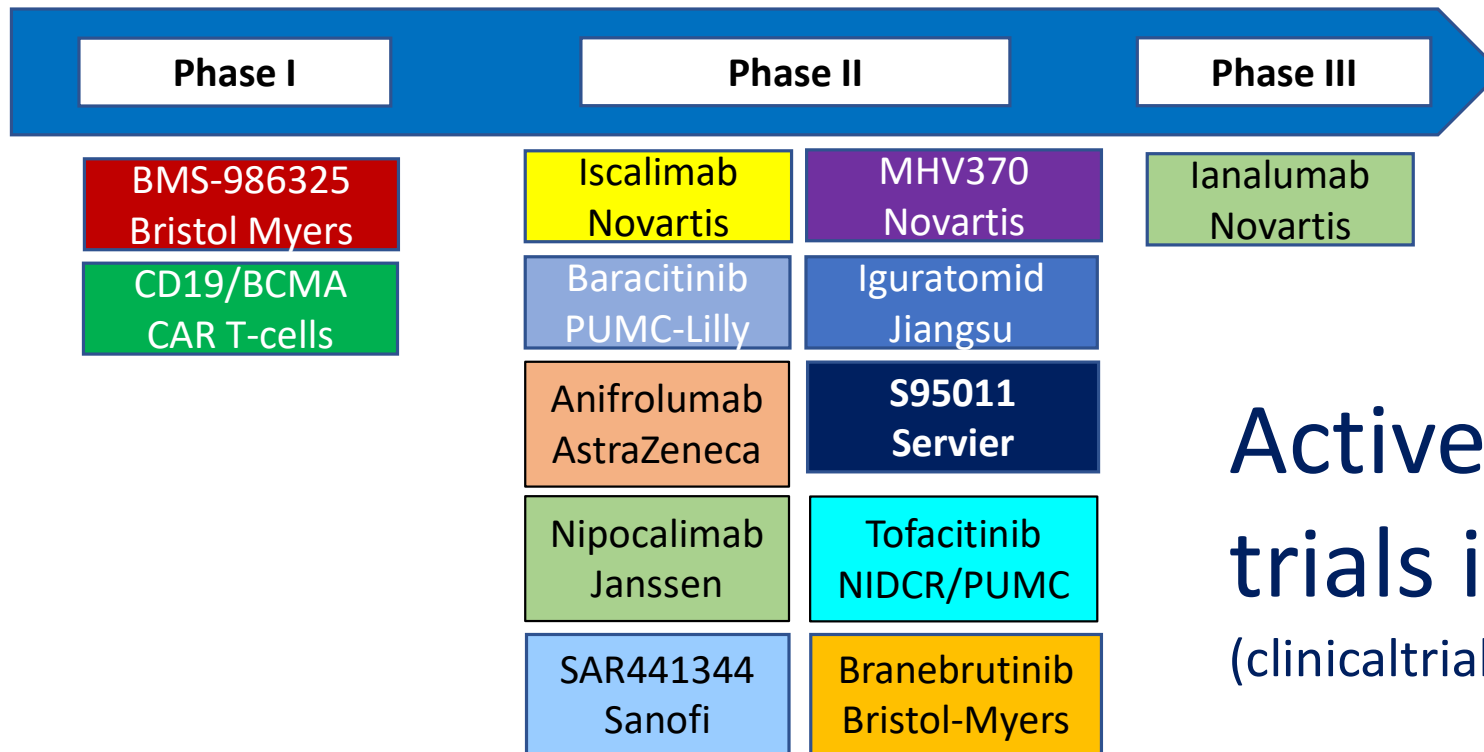 Phase I
Phase II
Phase III
BMS-986325
Bristol Myers
CD19/BCMA
CAR T-cells
Iscalimab
Novartis
MHV370
Novartis
Ianalumab
Novartis
Baracitinib
PUMC-Lilly
Iguratomid
Jiangsu
Anifrolumab
AstraZeneca
S95011
Servier
Nipocalimab
Janssen
Tofacitinib
NIDCR/PUMC
SAR441344
Sanofi
Branebrutinib
Bristol-Myers
Active
trials i
(clinicaltrial